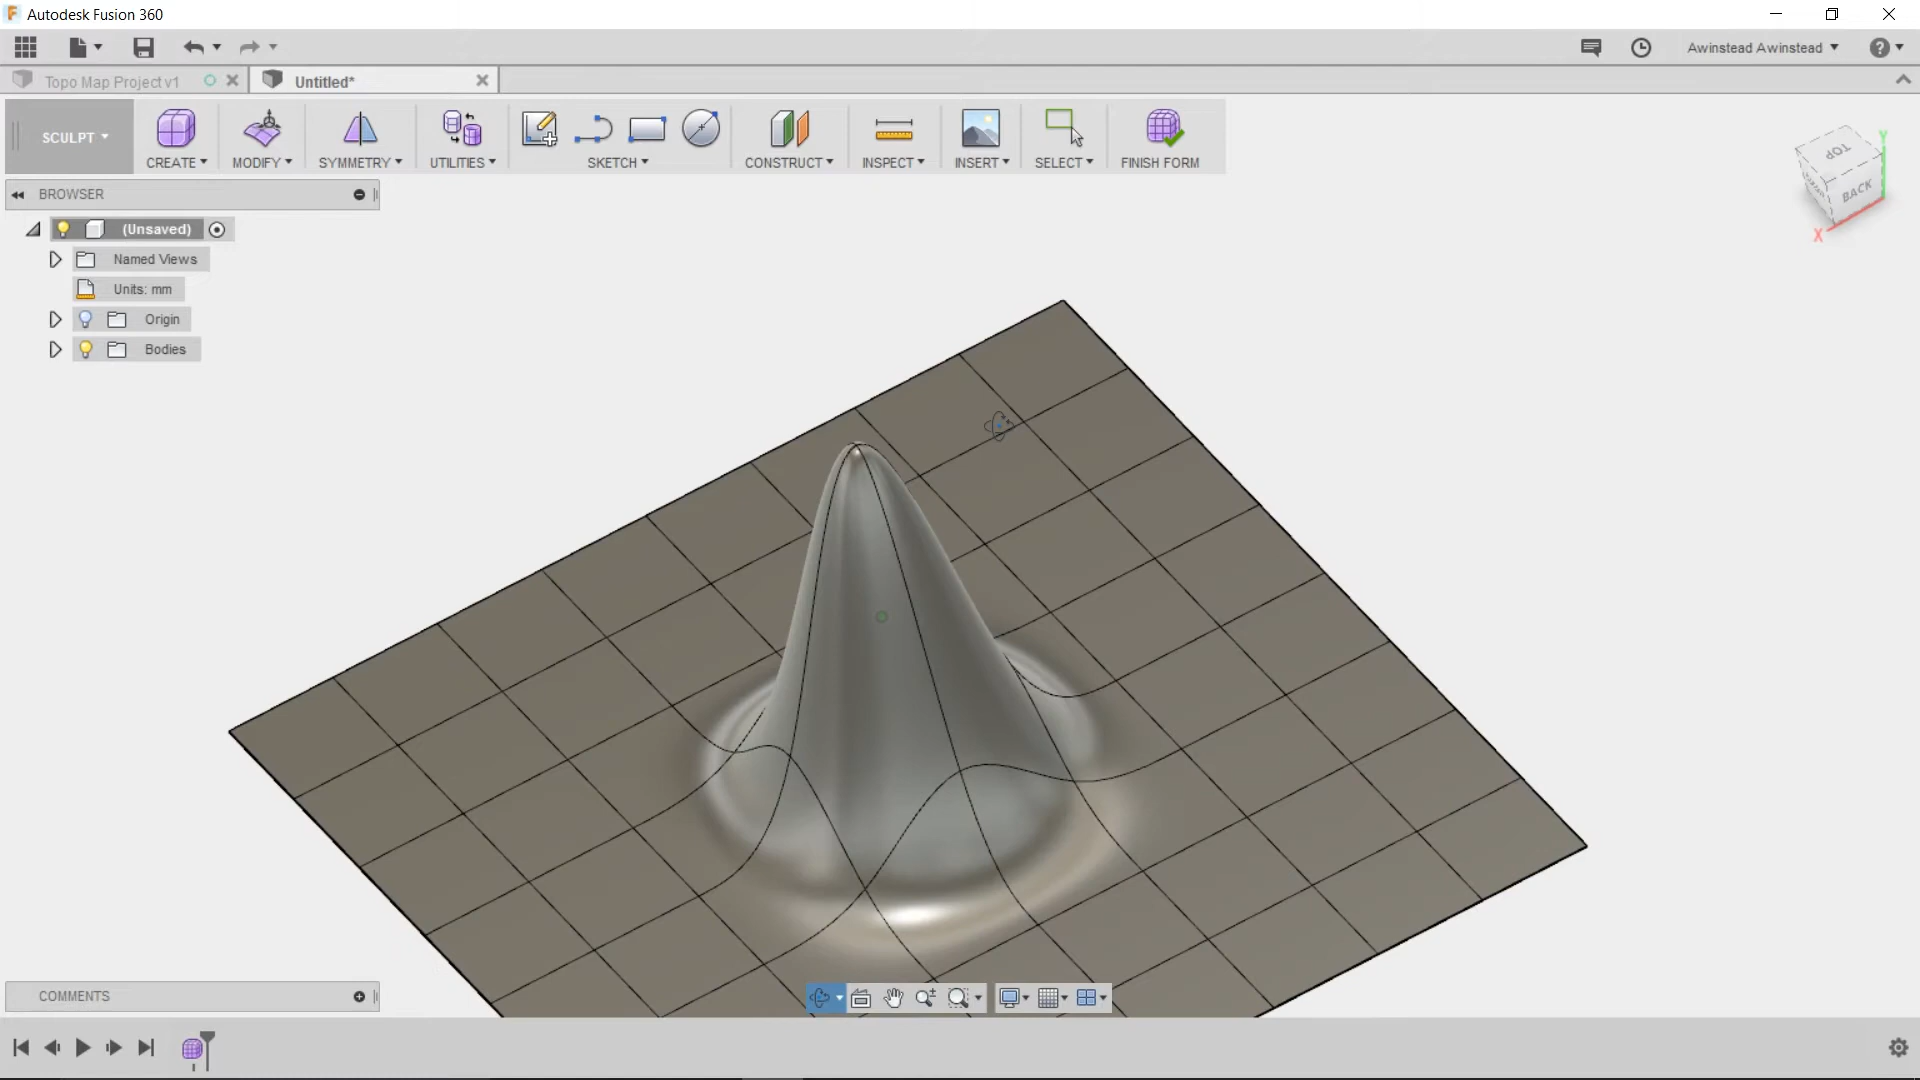 Autodesk Fusion 360
Awinstead Awinstead
Topo Map Project v1
Untitled*
SCULPT
CREATE
MODIFY
SYMMETRY
UTILITIES
SKETCH
CONSTRUCT
INSPECT
INSERT
SELECT
FINISH FORM
TOP
BACK
Y
X
BROWSER
(Unsaved)
Named Views
Units: mm
Origin
Bodies
COMMENTS